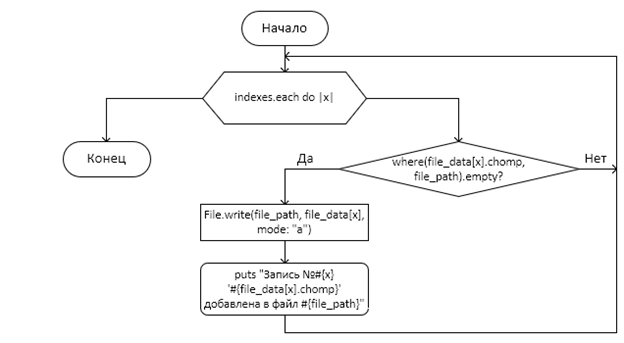 Начало
indexes.each do |x|
Конец
where(file_data[x].chomp,
file_path).empty?
Да
Нет
File.write(file_path, file_data[x],
mode: "a")
puts "Запись №#{x}
'#{file_data[x].chomp}'
добавлена в файл #{file_path}"